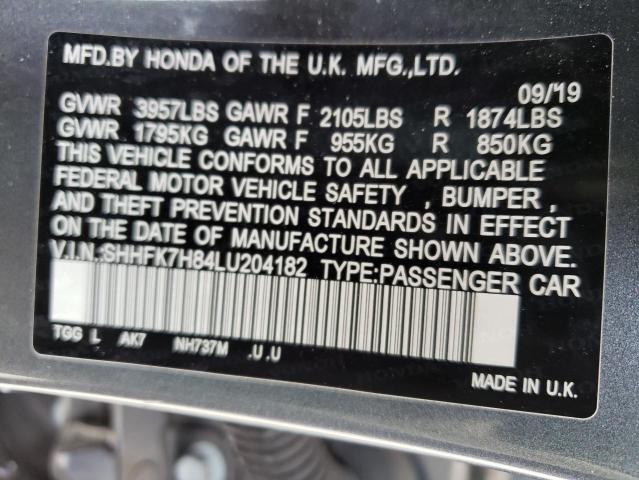 MFD.BY HONDA OF THE U.K. MFG.,LTD.
09/19
GVWR 3957LBS GAWR F 2105LBS R 1874LBS
GVWR 1795KG GAWR F 955KG R 850KG
THIS VEHICLE CONFORMS TO ALL APPLICABLE
FEDERAL MOTOR VEHICLE SAFETY , BUMPER ,
AND THEFT PREVENTION STANDARDS IN EFFECT
ON THE DATE OF MANUFACTURE SHOWN ABOVE.
V.I.N.:SHHFK7H84LU204182 TYPE:PASSENGER CAR
TGG L AK7 NH737M .U .U
MADE IN U.K.